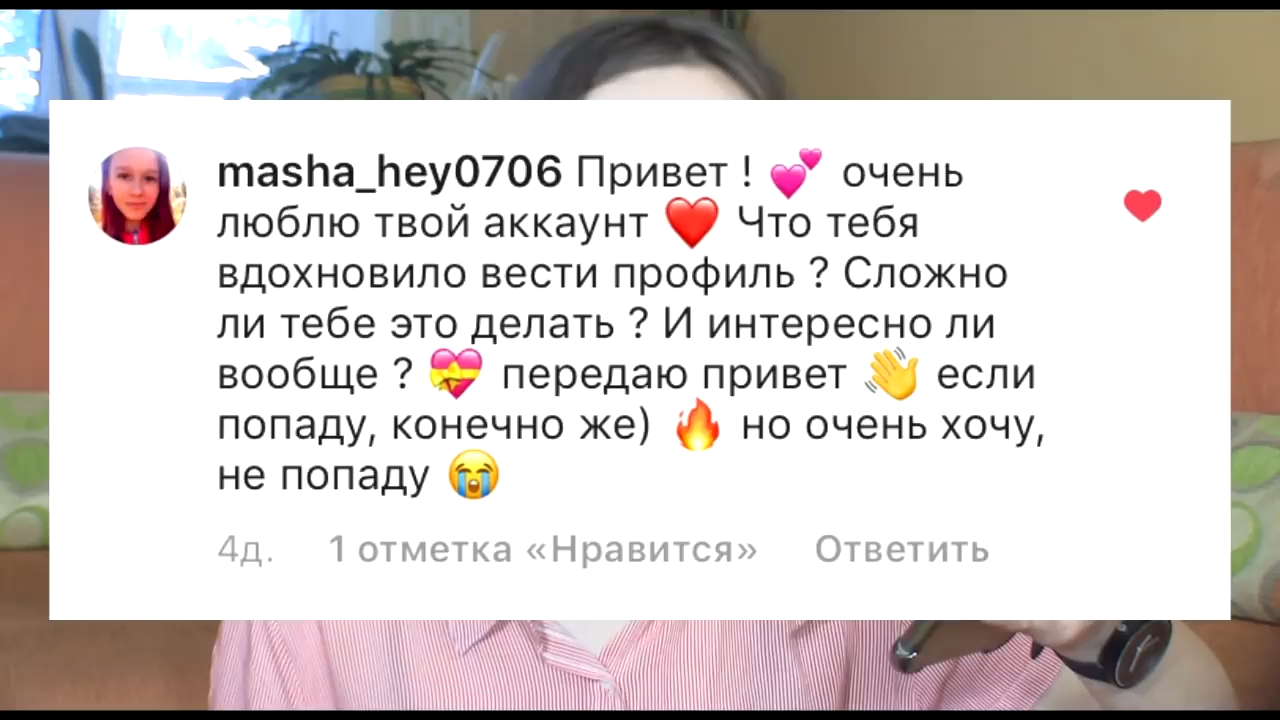 masha_hey0706 Привет ! 💕 очень
люблю твой аккаунт ❤️ Что тебя
вдохновило вести профиль ? Сложно
ли тебе это делать ? И интересно ли
вообще ? 💝 передаю привет 👋 если
попаду, конечно же) 🔥 но очень хочу,
не попаду 😭
4д. 1 отметка «Нравится» Ответить